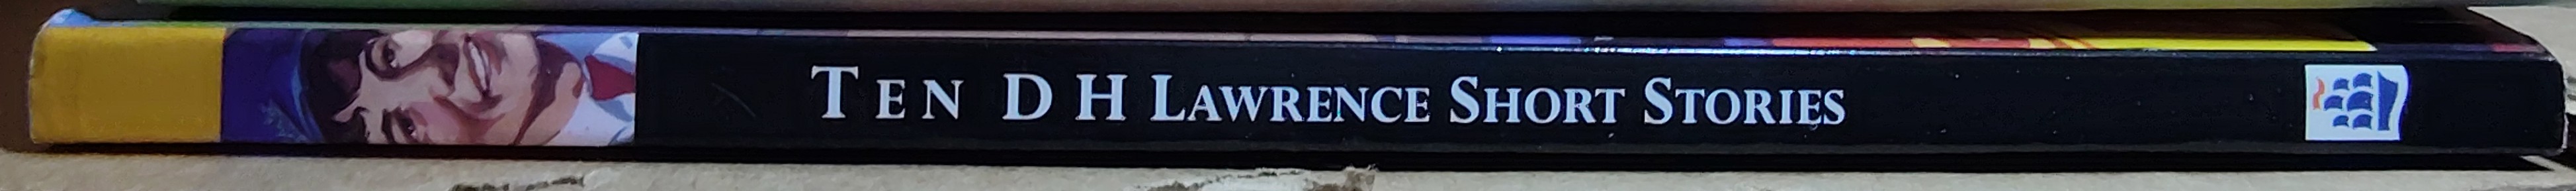 TEN D H LAWRENCE SHORT STORIES